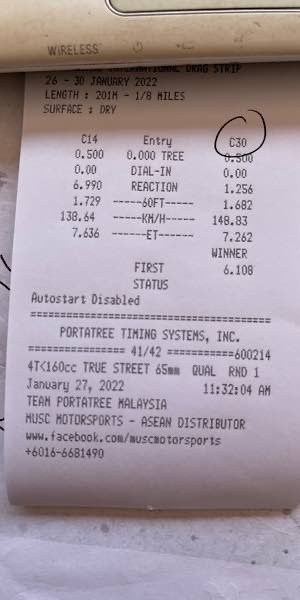 WIRELESS
INTERNATIONAL DRAG STRIP
26 - 30 JANUARY 2022
LENGTH : 201M - 1/8 MILES
SURFACE : DRY
C14 Entry C30
0.500 0.000 TREE 0.500
0.00 DIAL-IN 0.00
6.990 REACTION 1.256
1.729 -----60FT----- 1.682
138.64 -----KM/H----- 148.83
7.636 ------ET------ 7.262
WINNER
FIRST 6.108
STATUS
Autostart Disabled
========================================
PORTATREE TIMING SYSTEMS, INC.
================ 41/42 ===========600214
4TK160cc TRUE STREET 65mm QUAL RND 1
January 27, 2022 11:32:04 AM
TEAM PORTATREE MALAYSIA
MUSC MOTORSPORTS - ASEAN DISTRIBUTOR
www.facebook.com/muscmotorsports
+6016-6681490